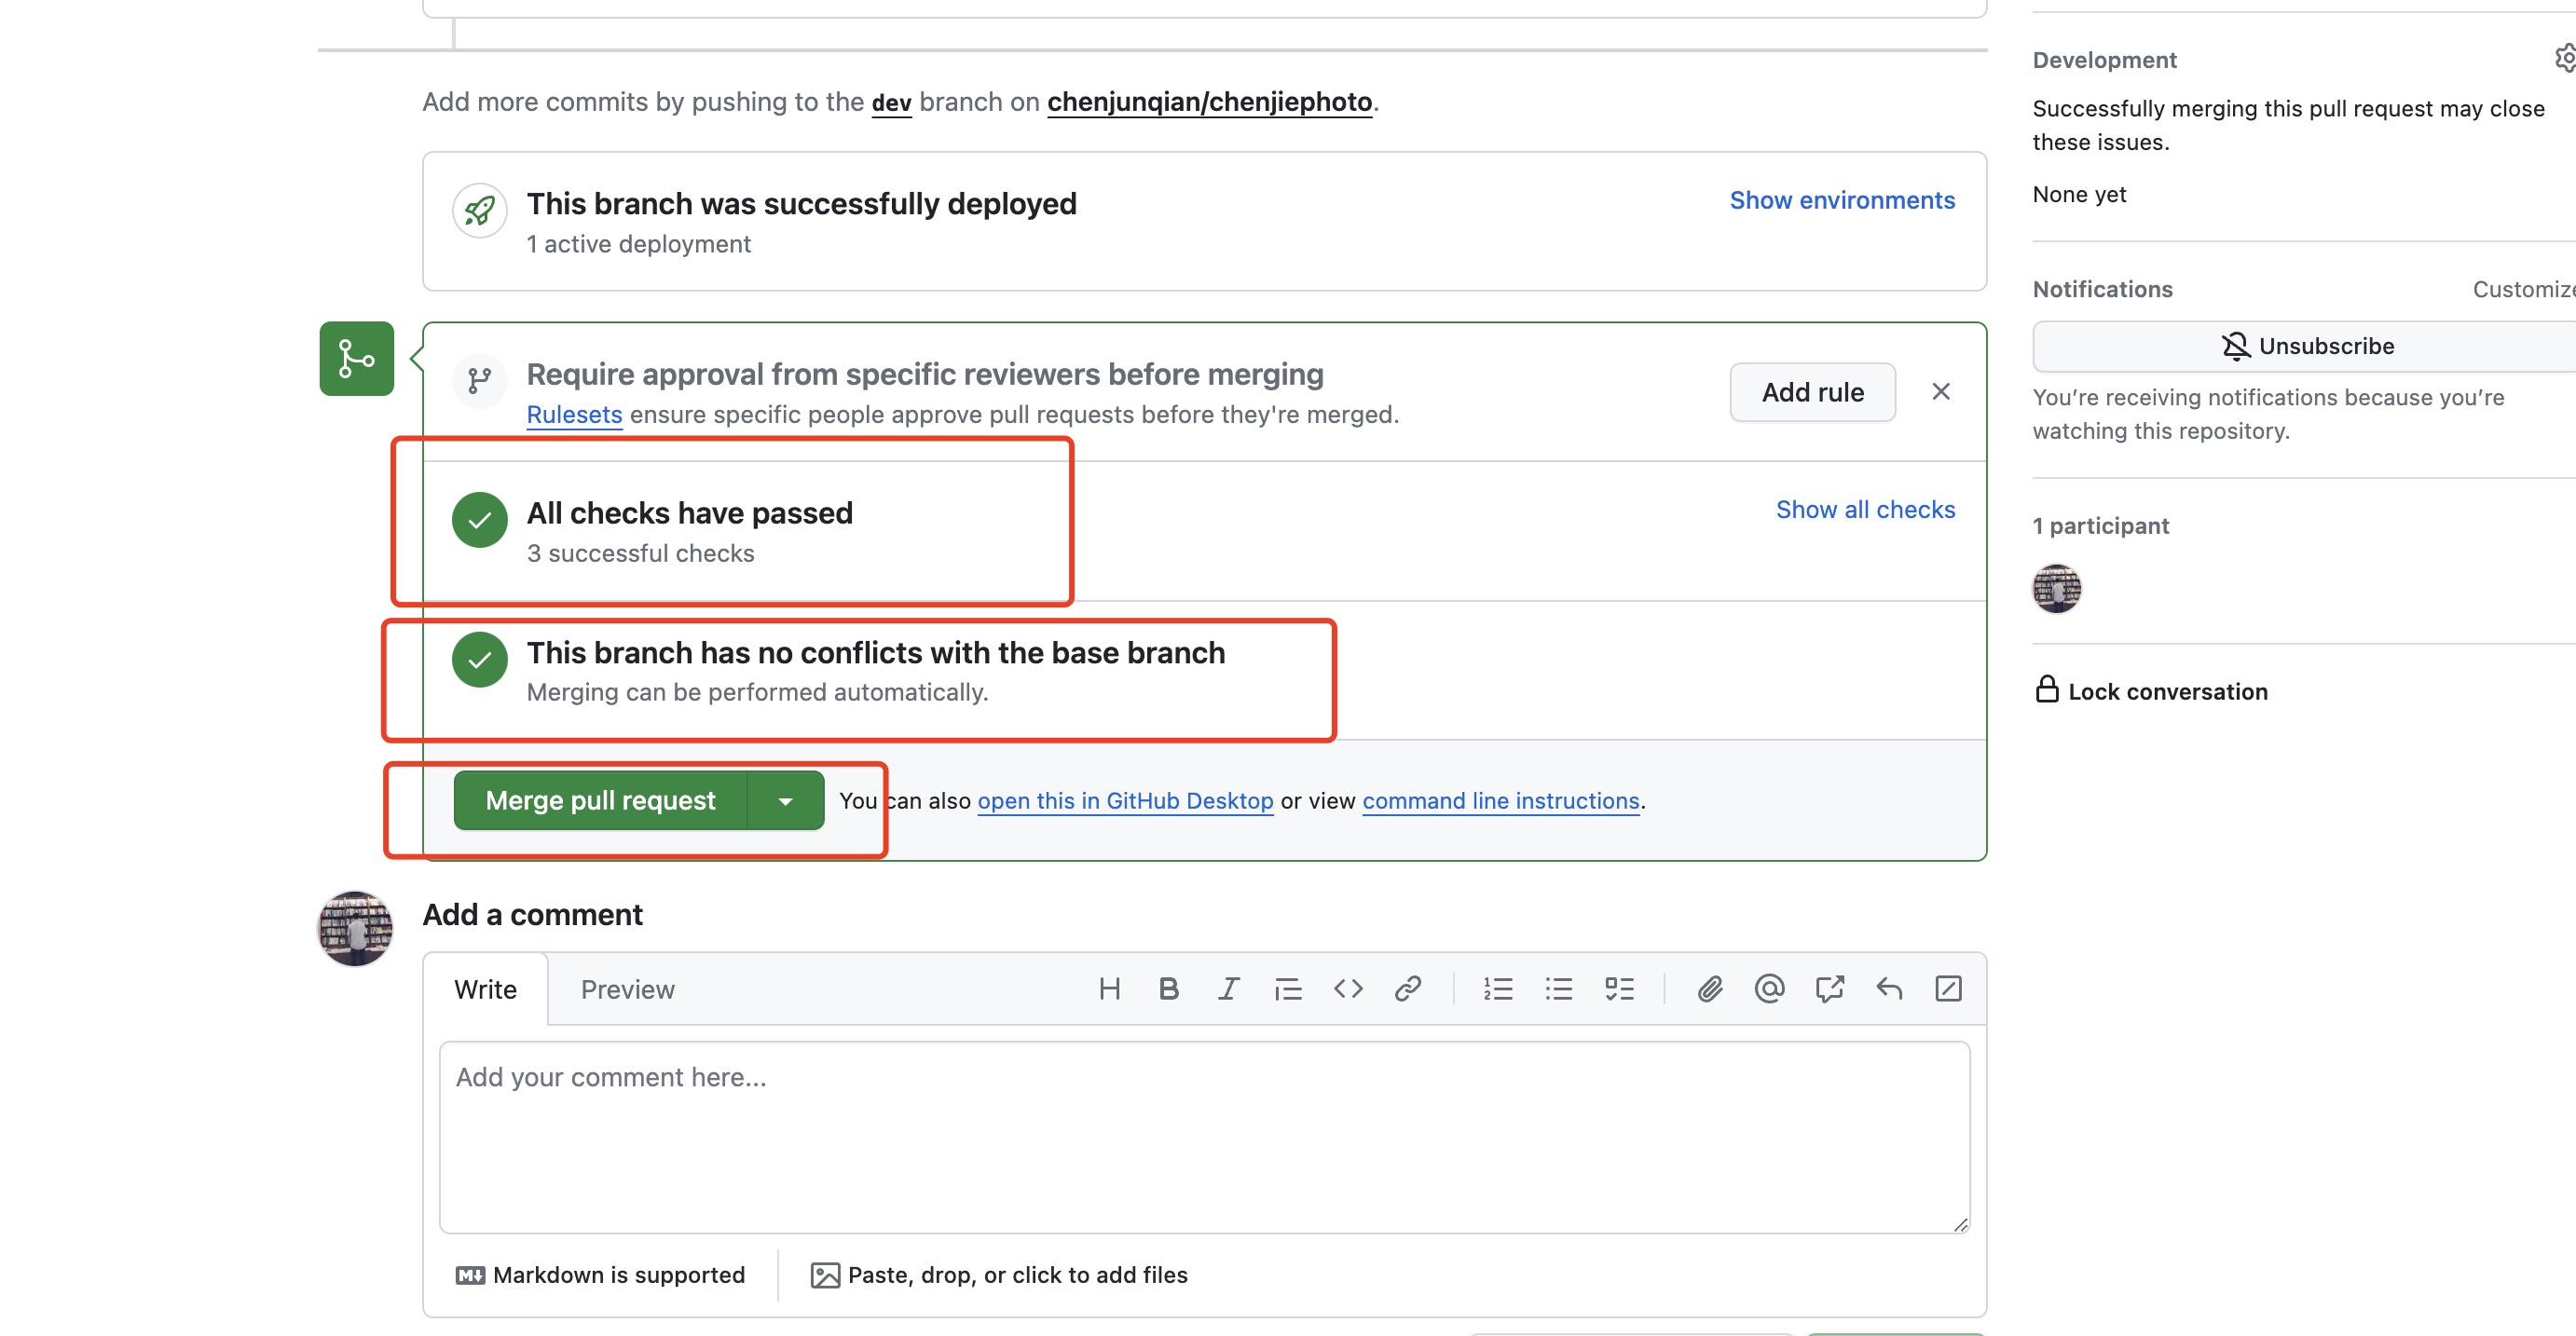 Add more commits by pushing to the dev branch on chenjunqian/chenjiephoto.
This branch was successfully deployed
1 active deployment
Show environments
Require approval from specific reviewers before merging
Rulesets ensure specific people approve pull requests before they're merged.
Add rule
All checks have passed
3 successful checks
Show all checks
This branch has no conflicts with the base branch
Merging can be performed automatically.
Merge pull request
You can also open this in GitHub Desktop or view command line instructions.
Add a comment
Write
Preview
Add your comment here...
Markdown is supported
Paste, drop, or click to add files
Development
Successfully merging this pull request may close
these issues.
None yet
Notifications
Customize
Unsubscribe
You’re receiving notifications because you’re
watching this repository.
1 participant
Lock conversation